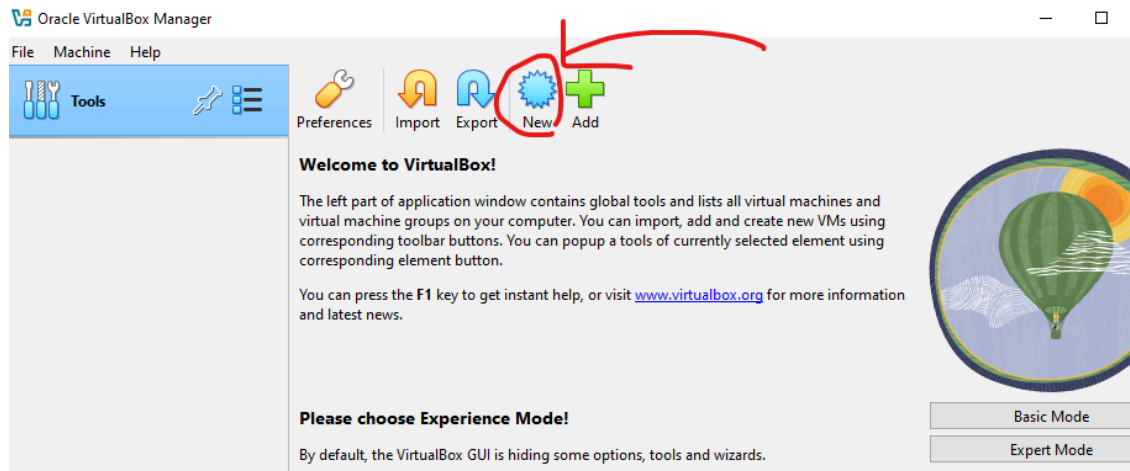 Oracle VirtualBox Manager
File Machine Help
Tools
Preferences Import Export New Add
Welcome to VirtualBox!
The left part of application window contains global tools and lists all virtual machines and
virtual machine groups on your computer. You can import, add and create new VMs using
corresponding toolbar buttons. You can popup a tools of currently selected element using
corresponding element button.
You can press the F1 key to get instant help, or visit www.virtualbox.org for more information
and latest news.
Please choose Experience Mode!
By default, the VirtualBox GUI is hiding some options, tools and wizards.
Basic Mode
Expert Mode